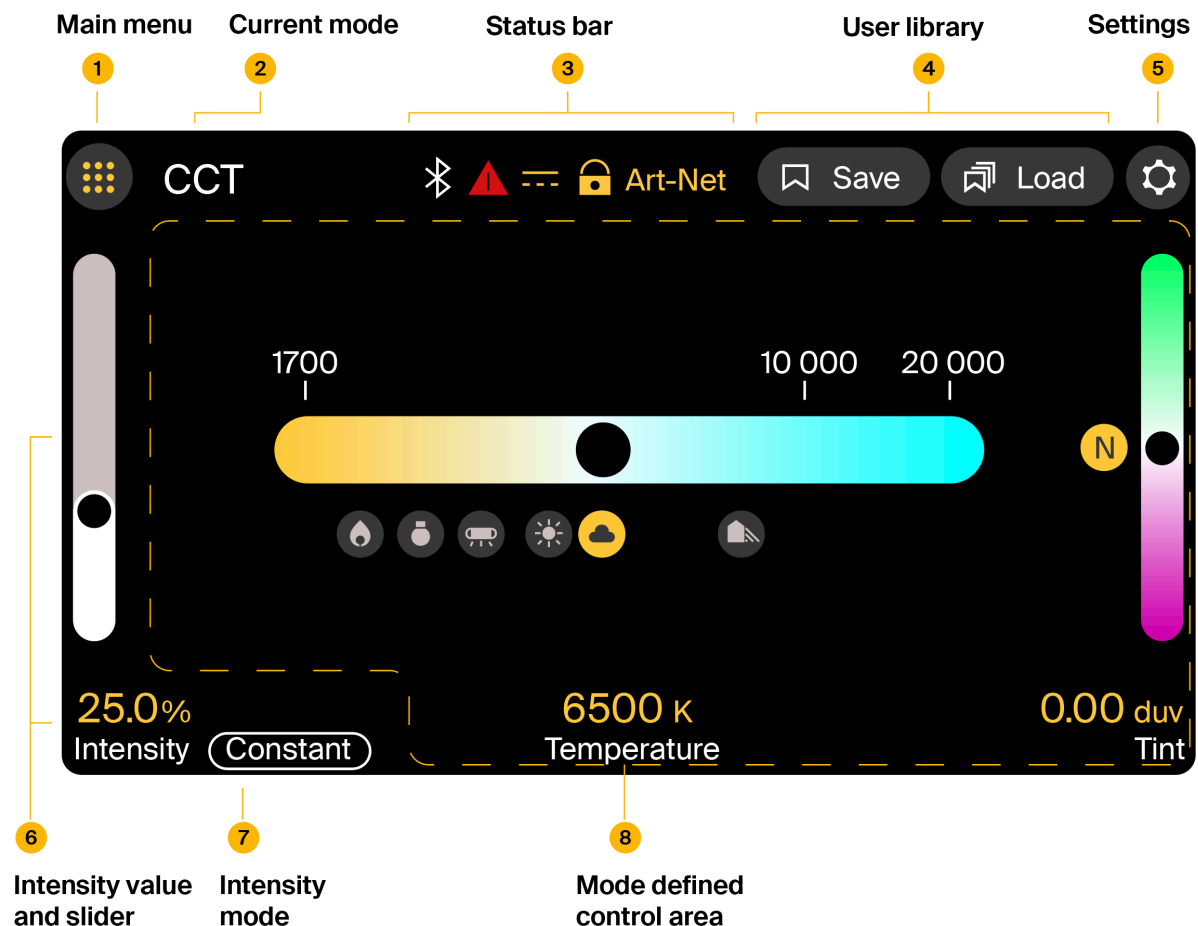 Main menu
Current mode
Status bar
User library
Settings
1
2
3
4
5
CCT
Art-Net
Save
Load
1700
10 000
20 000
N
25.0%
6500 K
0.00 duv
Intensity
Constant
Temperature
Tint
6
7
8
Intensity value
and slider
Intensity
mode
Mode defined
control area